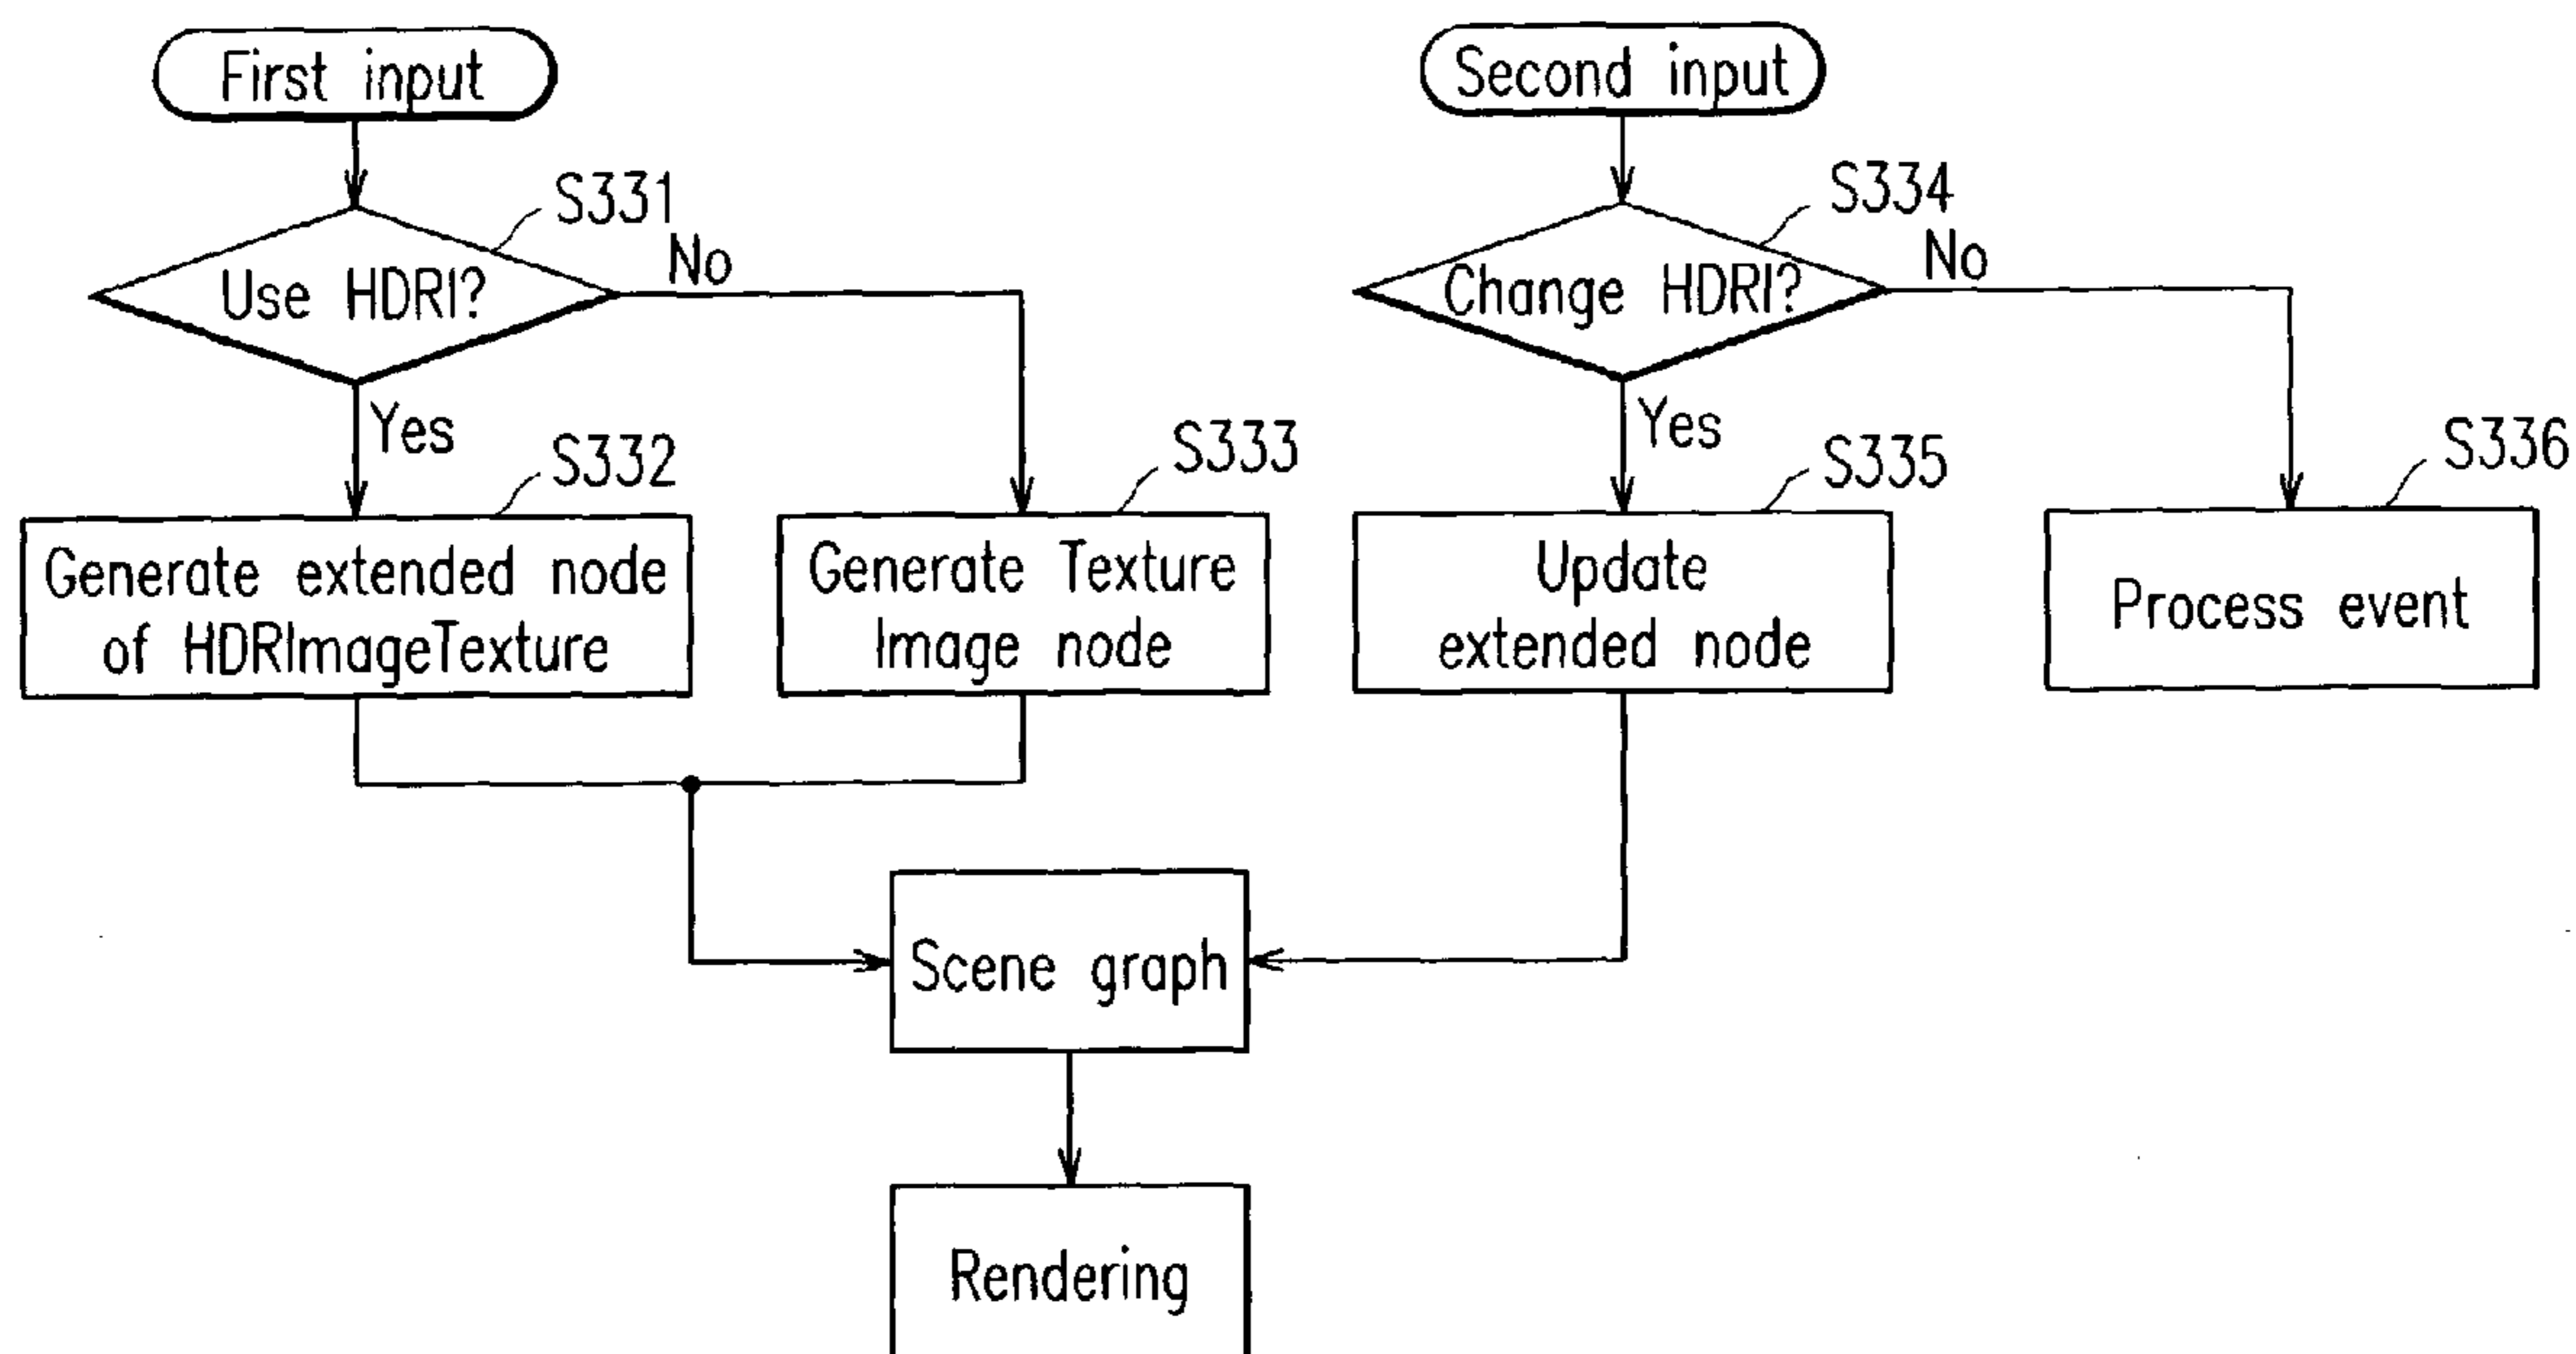 First input
Second input
S331
S334
Use HDRI?
No
Change HDRI?
No
Yes
Yes
S332
S333
S335
S336
Generate extended node
of HDRImageTexture
Generate Texture
Image node
Update
extended node
Process event
Scene graph
Rendering